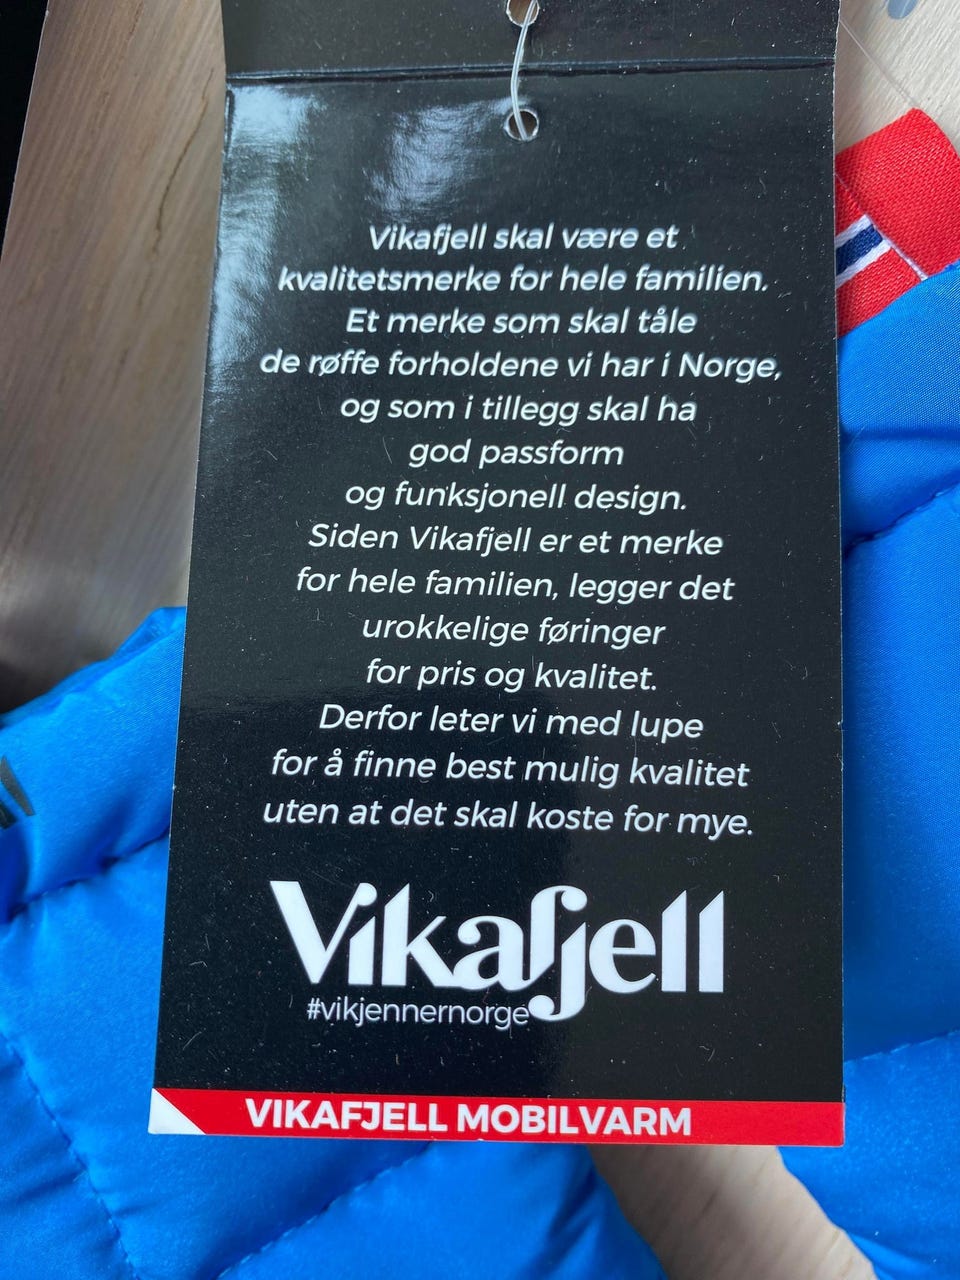 Vikafjell skal være et
kvalitetsmerke for hele familien.
Et merke som skal tåle
de røffe forholdene vi har i Norge,
og som i tillegg skal ha
god passform
og funksjonell design.
Siden Vikafjell er et merke
for hele familien, legger det
urokkelige føringer
for pris og kvalitet.
Derfor leter vi med lupe
for å finne best mulig kvalitet
uten at det skal koste for mye.
Vikafjell
#vikjennernorge
VIKAFJELL MOBILVARM